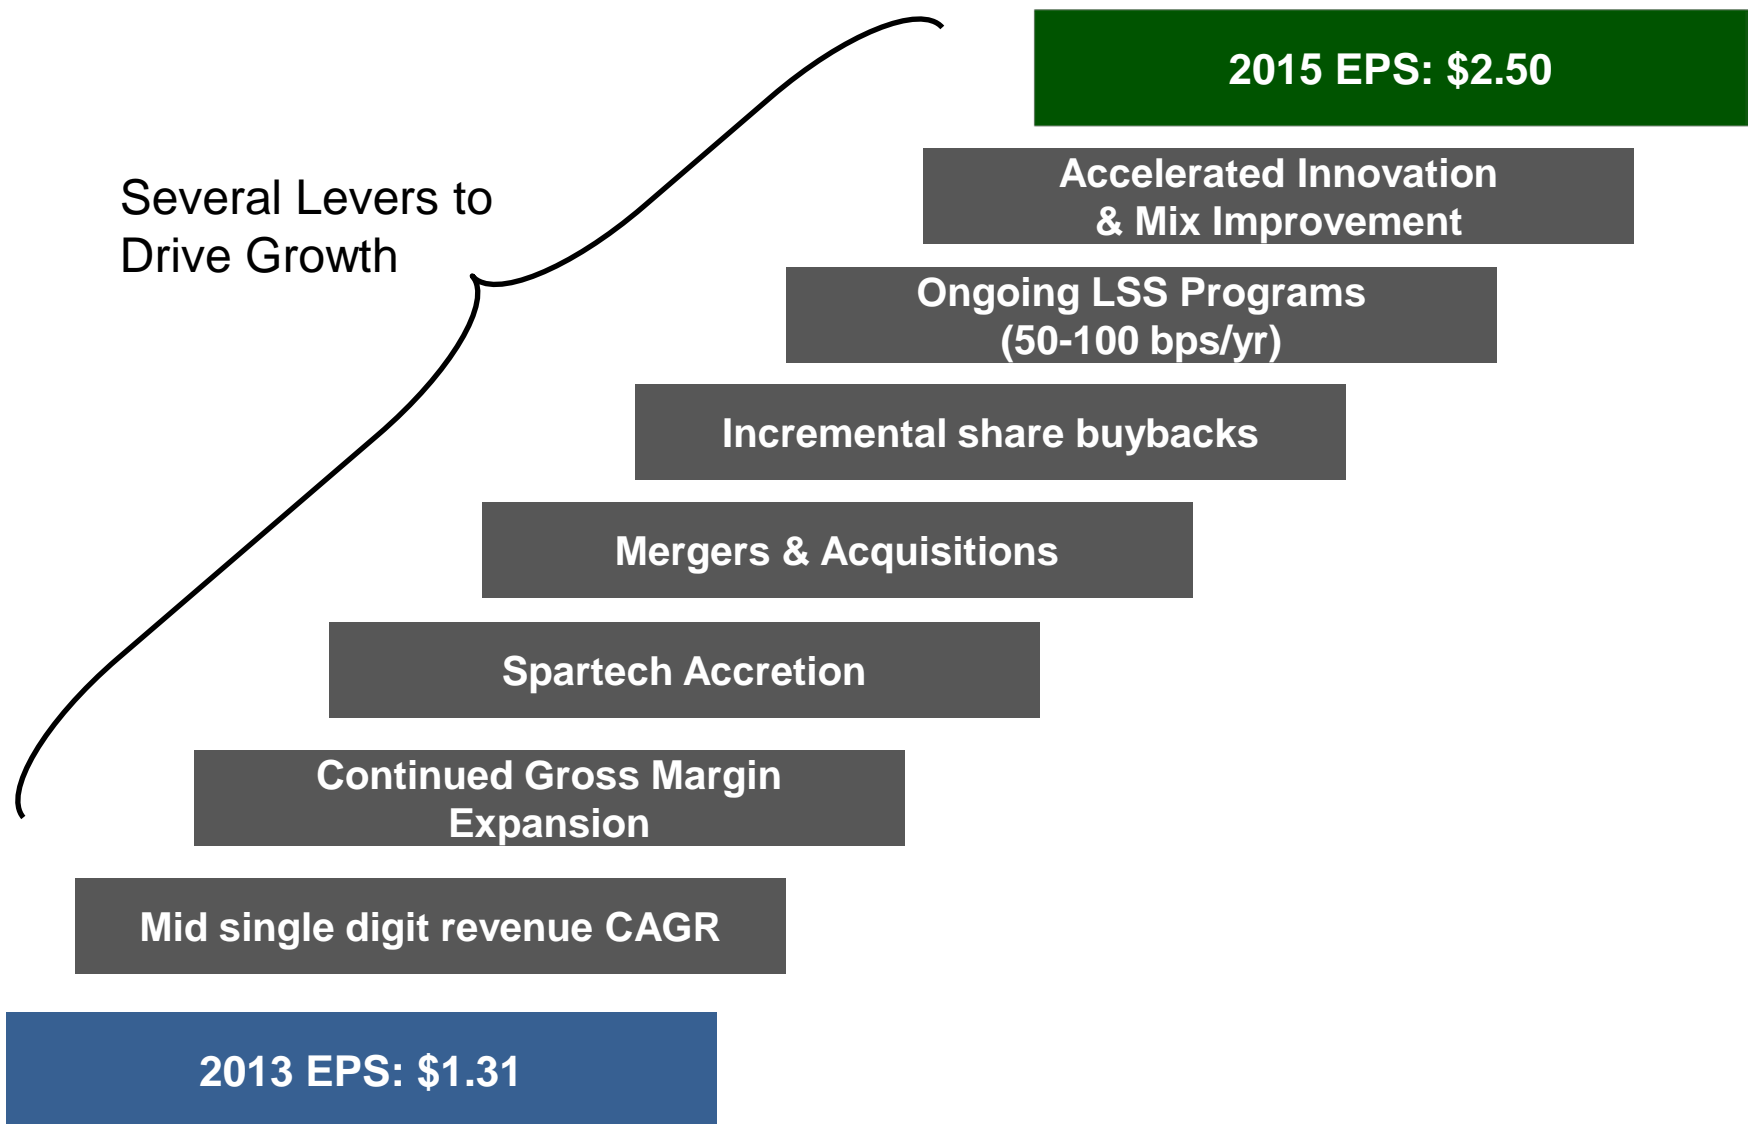 2015 EPS: $2.50
Accelerated Innovation
& Mix Improvement
Several Levers to
Drive Growth
Ongoing LSS Programs
(50-100 bps/yr)
Incremental share buybacks
Mergers & Acquisitions
Spartech Accretion
Continued Gross Margin
Expansion
Mid single digit revenue CAGR
2013 EPS: $1.31